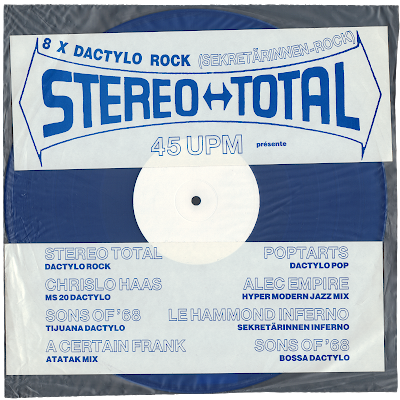 8 X DACTYLO ROCK (SEKRETÄRINNEN-ROCK)
STEREO↔TOTAL
45 UPM présente
STEREO TOTAL
DACTYLO ROCK
CHRISLO HAAS
MS 20 DACTYLO
SONS OF '68
TIJUANA DACTYLO
A CERTAIN FRANK
ATATAK MIX
POPTARTS
DACTYLO POP
ALEC EMPIRE
HYPER MODERN JAZZ MIX
LE HAMMOND INFERNO
SEKRETÄRINNEN INFERNO
SONS OF '68
BOSSA DACTYLO